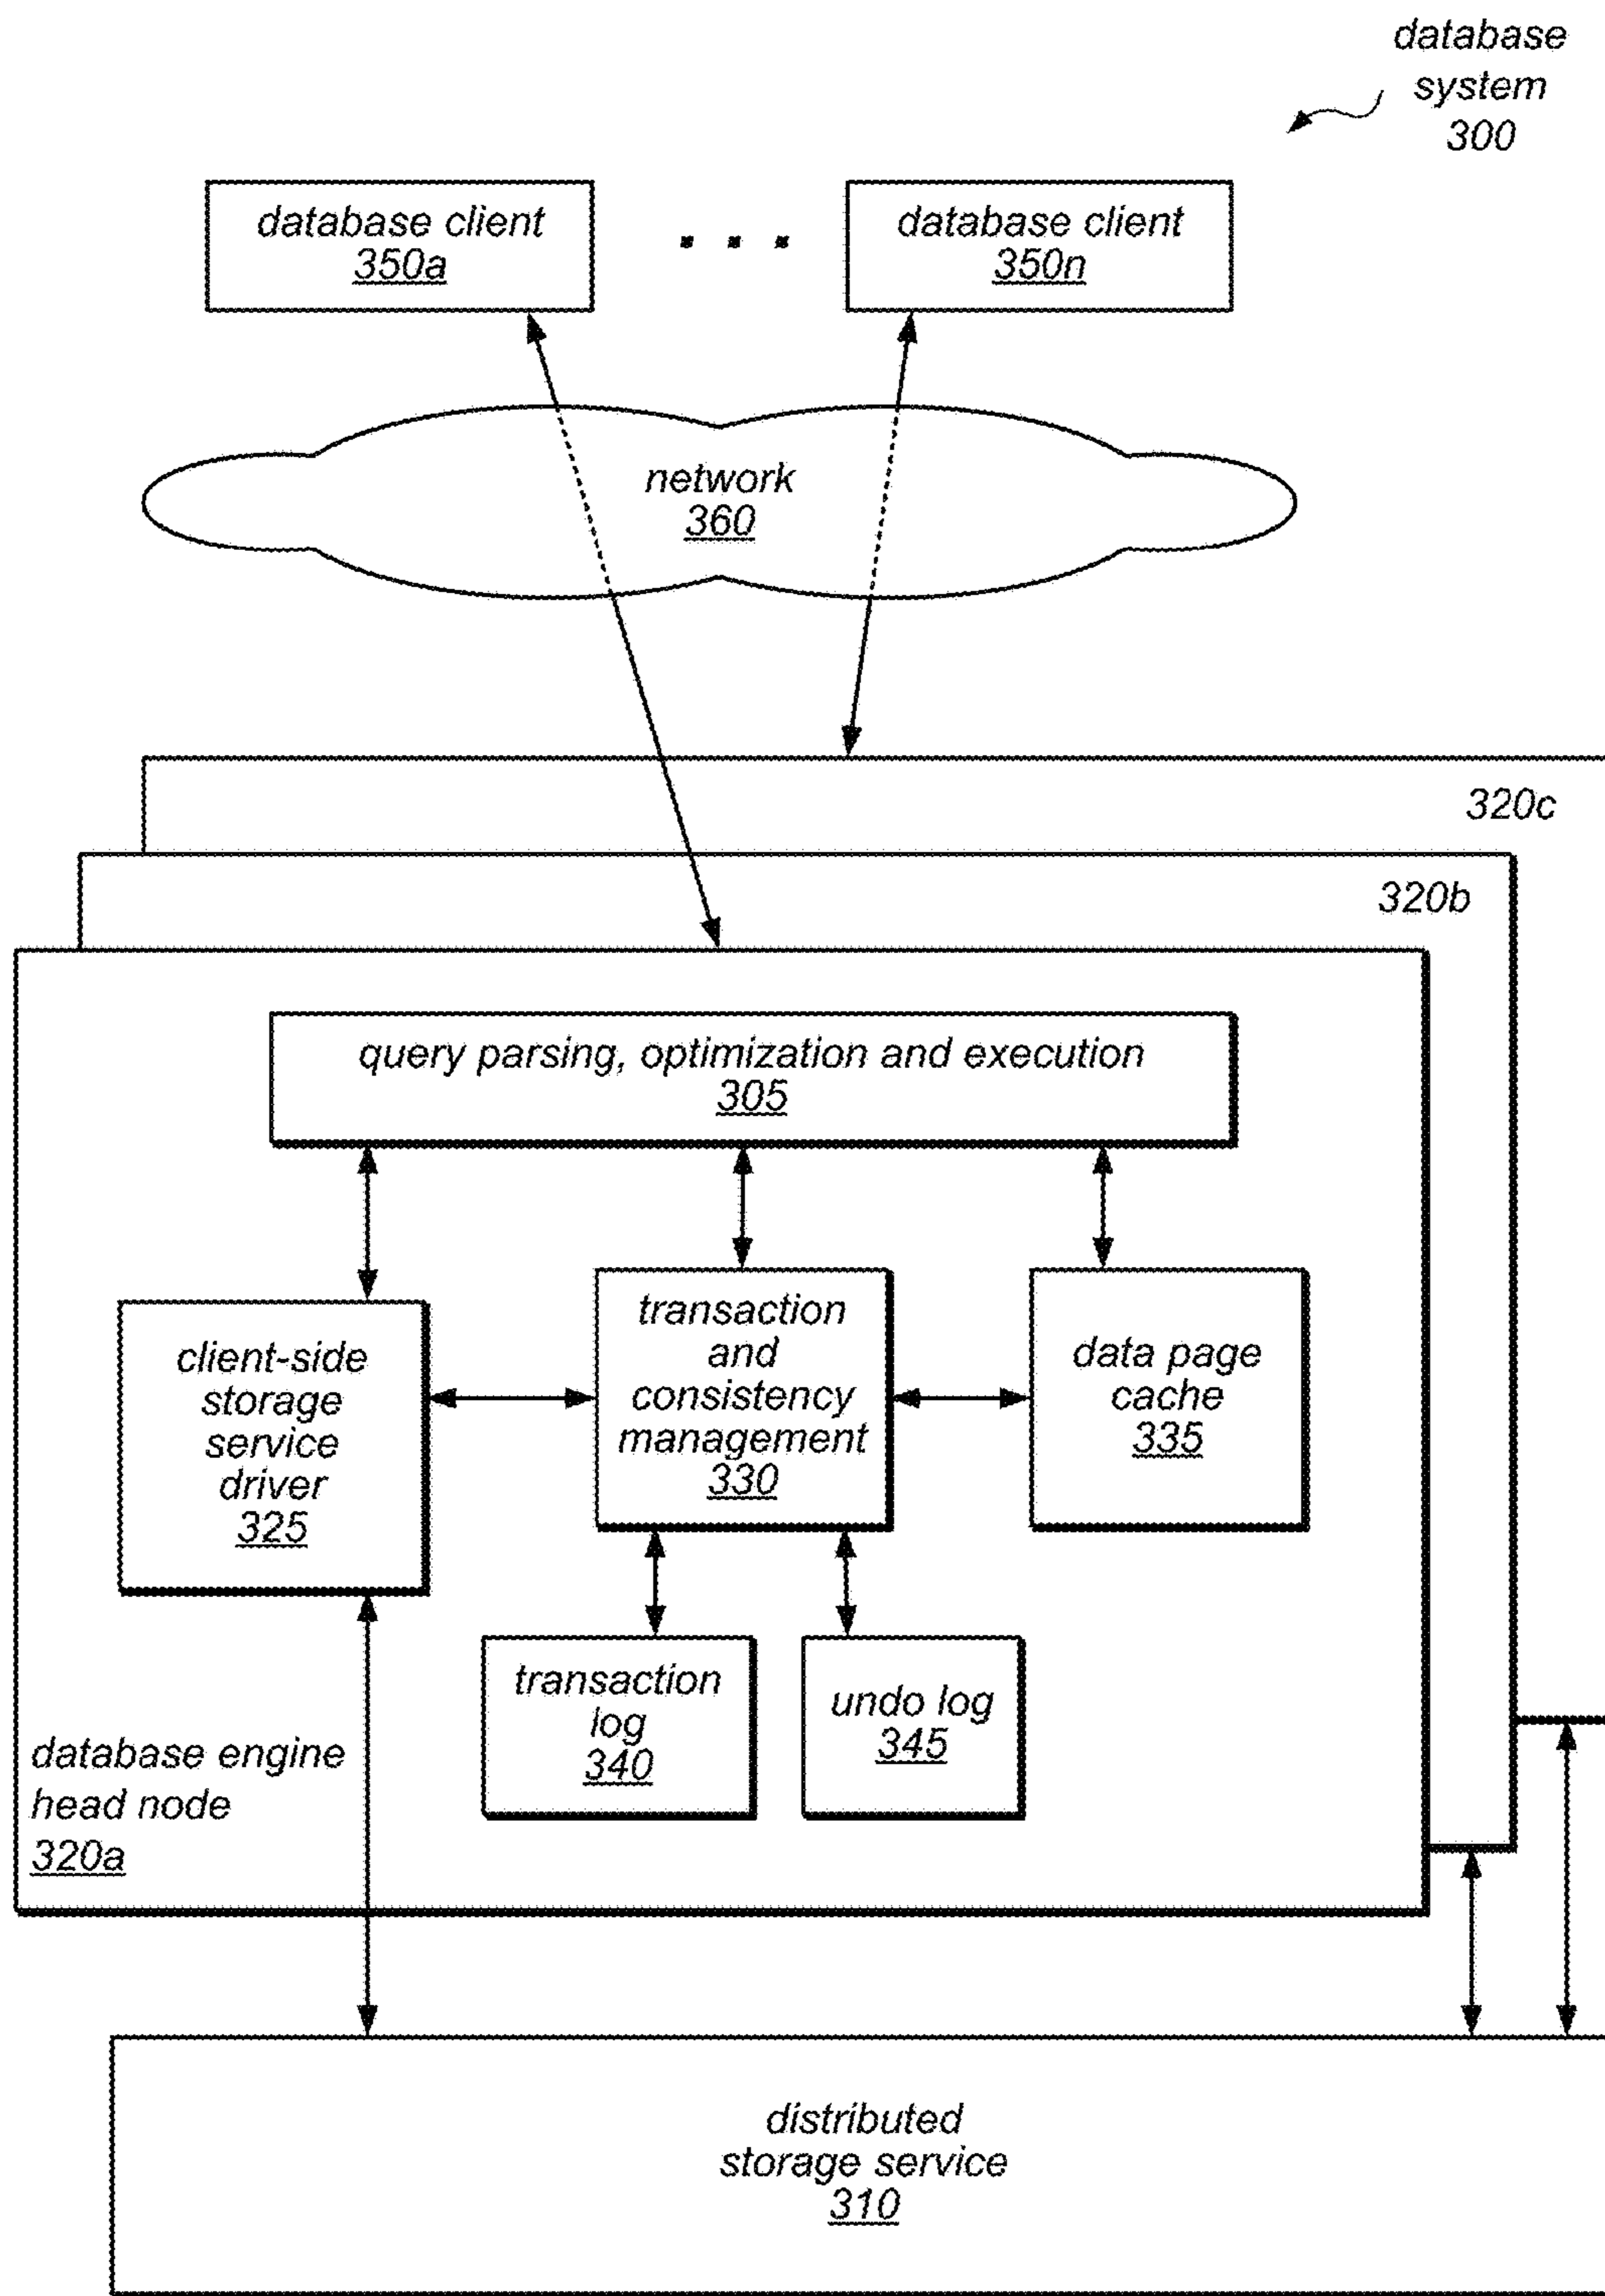 database
system
300
database client
350a
. . .
database client
350n
network
360
320c
320b
query parsing, optimization and execution
305
client-side
storage
service
driver
325
transaction
and
consistency
management
330
data page
cache
335
transaction
log
340
undo log
345
database engine
head node
320a
distributed
storage service
310